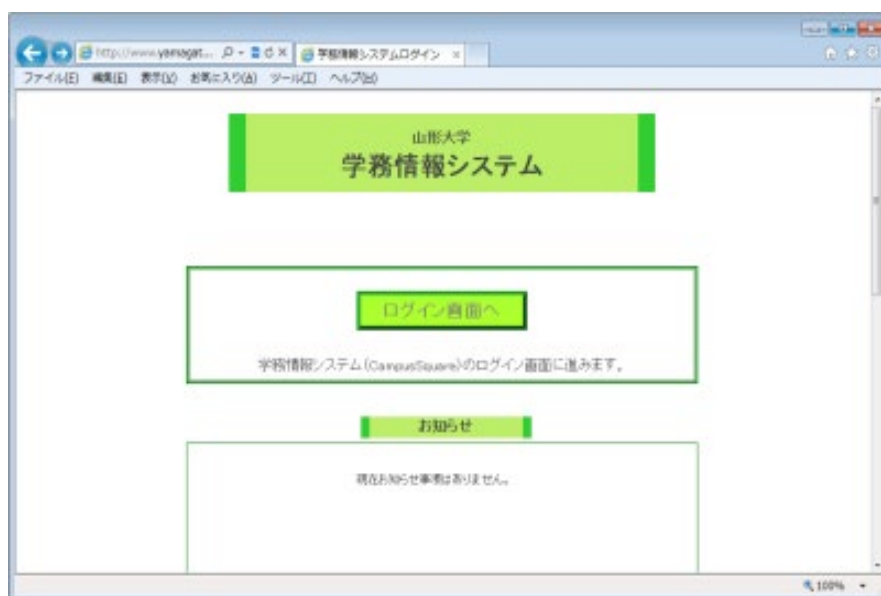 http://www.yamagat...
学務情報システムログイン
ファイル(F) 編集(E) 表示(V) お気に入り(A) ツール(T) ヘルプ(H)
山形大学
学務情報システム
ログイン画面へ
学務情報システム(CampusSquare)のログイン画面に進みます。
お知らせ
現在お知らせ事項はありません。
100%